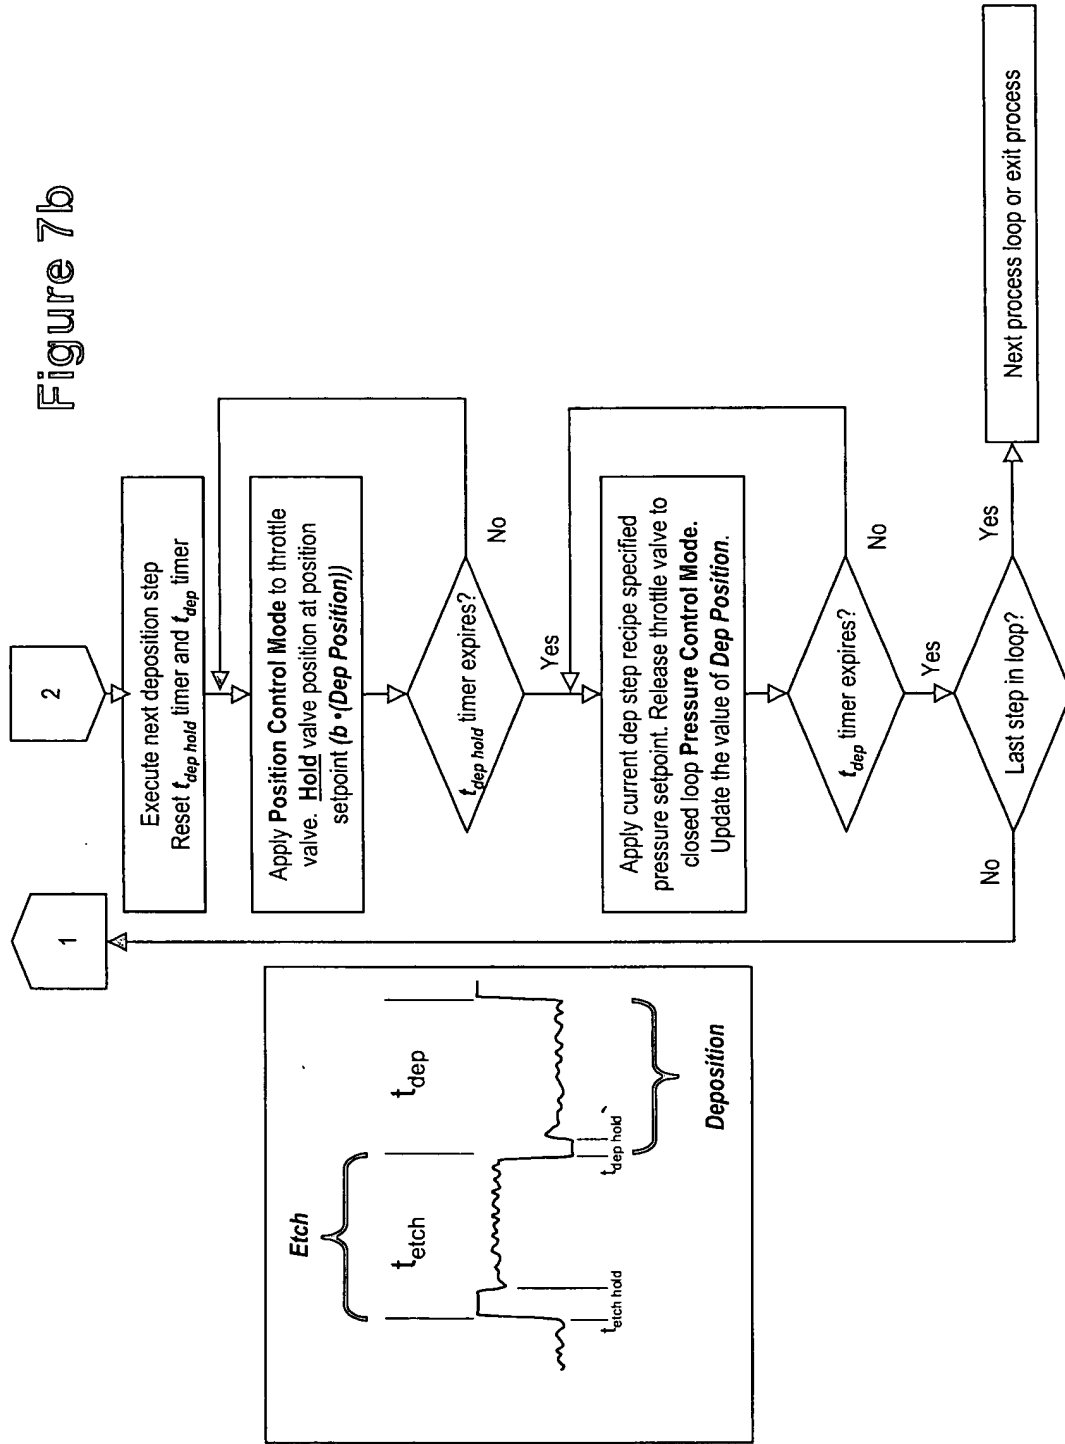 Figure 7b
2
Execute next deposition step
Reset t_dep hold timer and t_dep timer
Apply Position Control Mode to throttle
valve. Hold valve position at position
setpoint (b •(Dep Position))
t_dep hold timer expires?
No
Yes
Apply current dep step recipe specified
pressure setpoint. Release throttle valve to
closed loop Pressure Control Mode.
Update the value of Dep Position.
t_dep timer expires?
No
Yes
Last step in loop?
Yes
No
Next process loop or exit process
1
Etch
t_etch
t_dep
t_etch hold
t_dep hold
Deposition